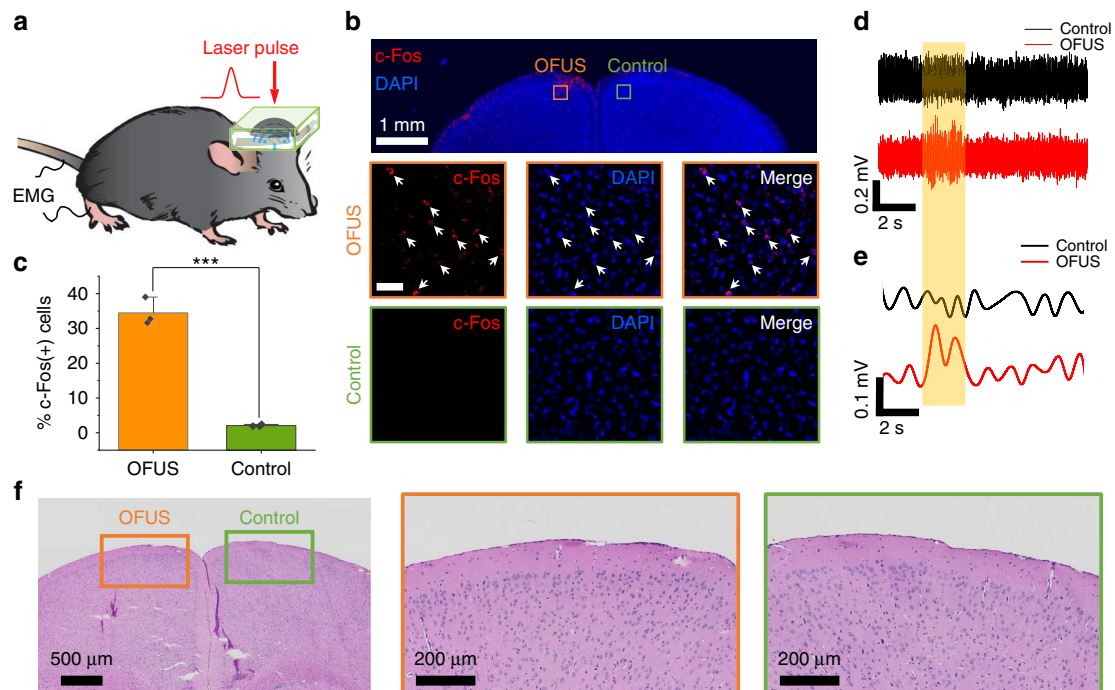 a
Laser pulse
EMG
b
c-Fos
DAPI
OFUS
Control
1 mm
OFUS
c-Fos
DAPI
Merge
Control
c-Fos
DAPI
Merge
c
***
% c-Fos(+) cells
40
30
20
10
0
OFUS
Control
d
Control
OFUS
0.2 mV
2 s
e
Control
OFUS
0.1 mV
2 s
f
OFUS
Control
500 μm
200 μm
200 μm